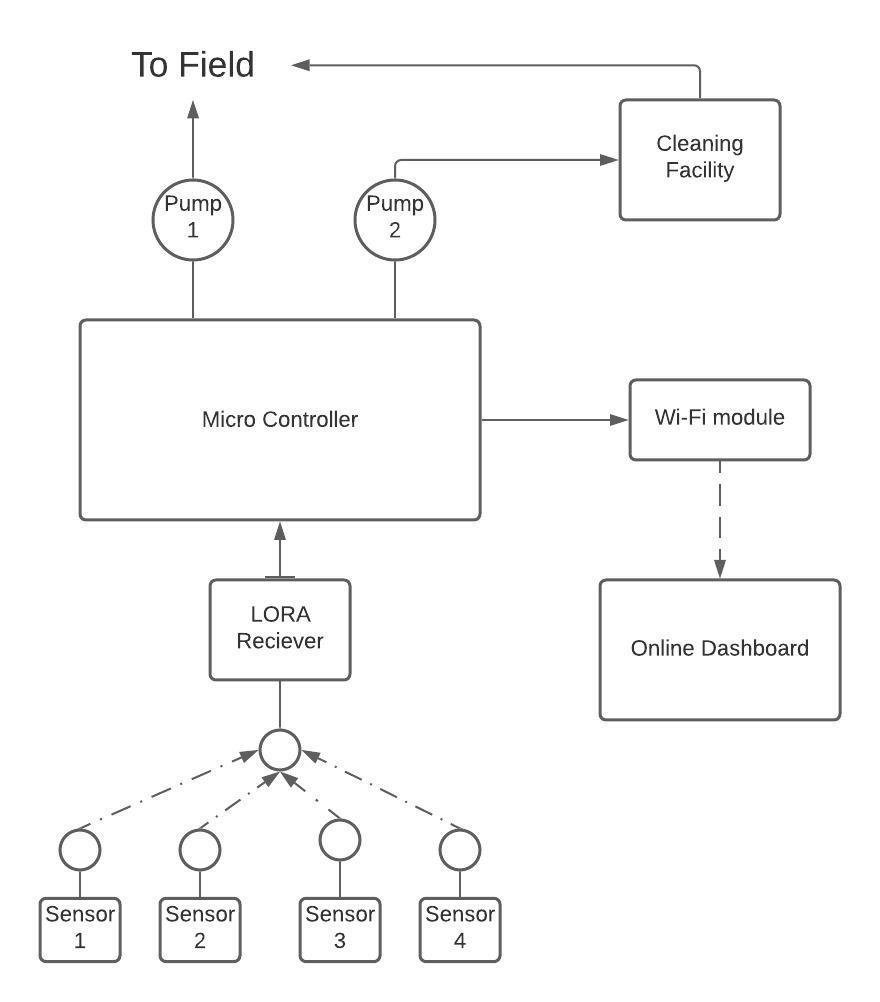 To Field
Cleaning
Facility
Pump
1
Pump
2
Micro Controller
Wi-Fi module
LORA
Reciever
Online Dashboard
Sensor
1
Sensor
2
Sensor
3
Sensor
4